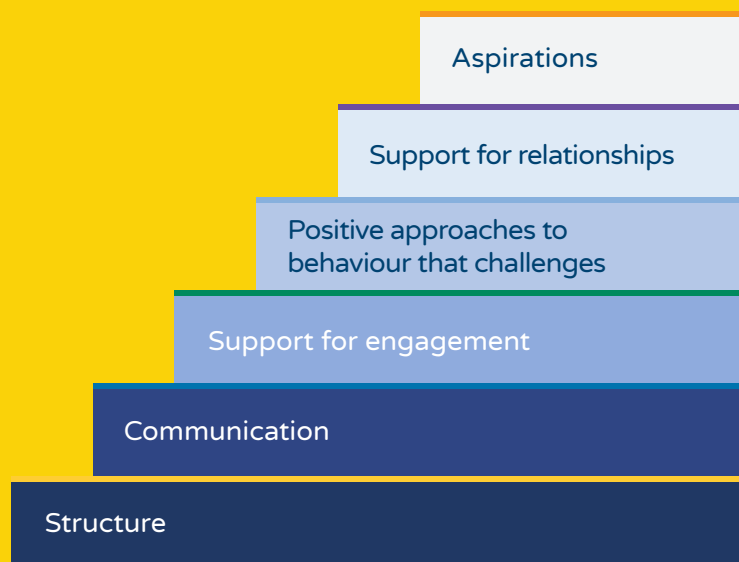 Aspirations
Support for relationships
Positive approaches to
behaviour that challenges
Support for engagement
Communication
Structure